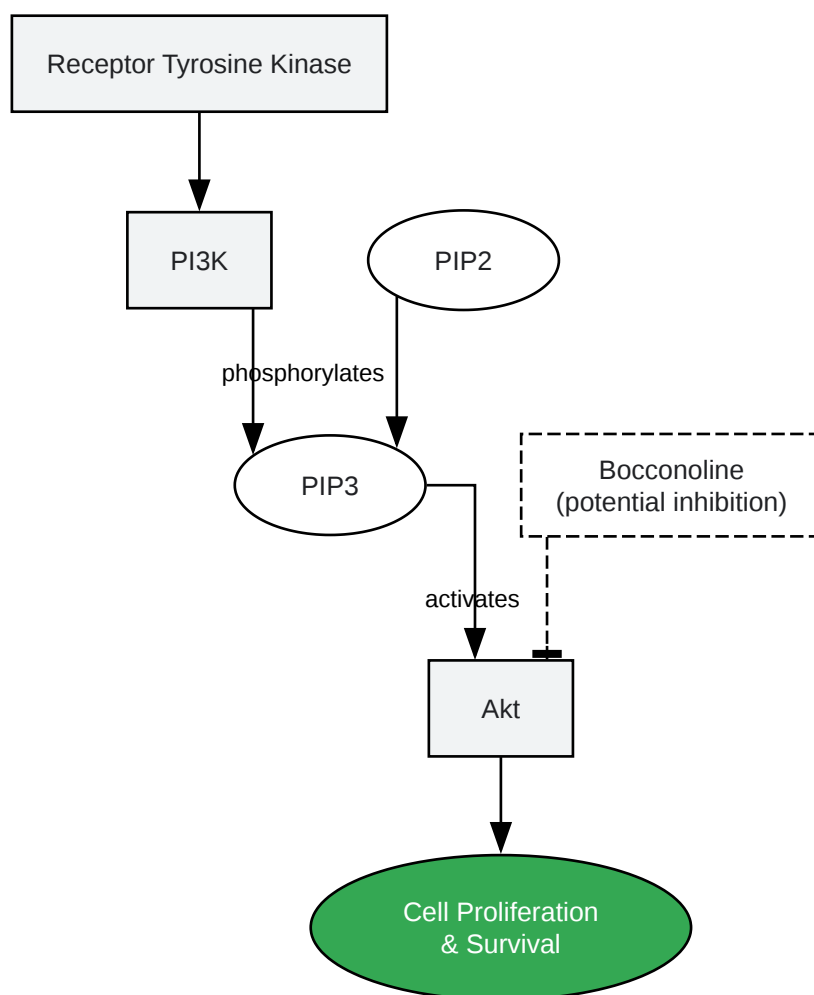 Receptor Tyrosine Kinase
PI3K
PIP2
phosphorylates
PIP3
Bocconoline
(potential inhibition)
activates
Akt
Cell Proliferation
& Survival